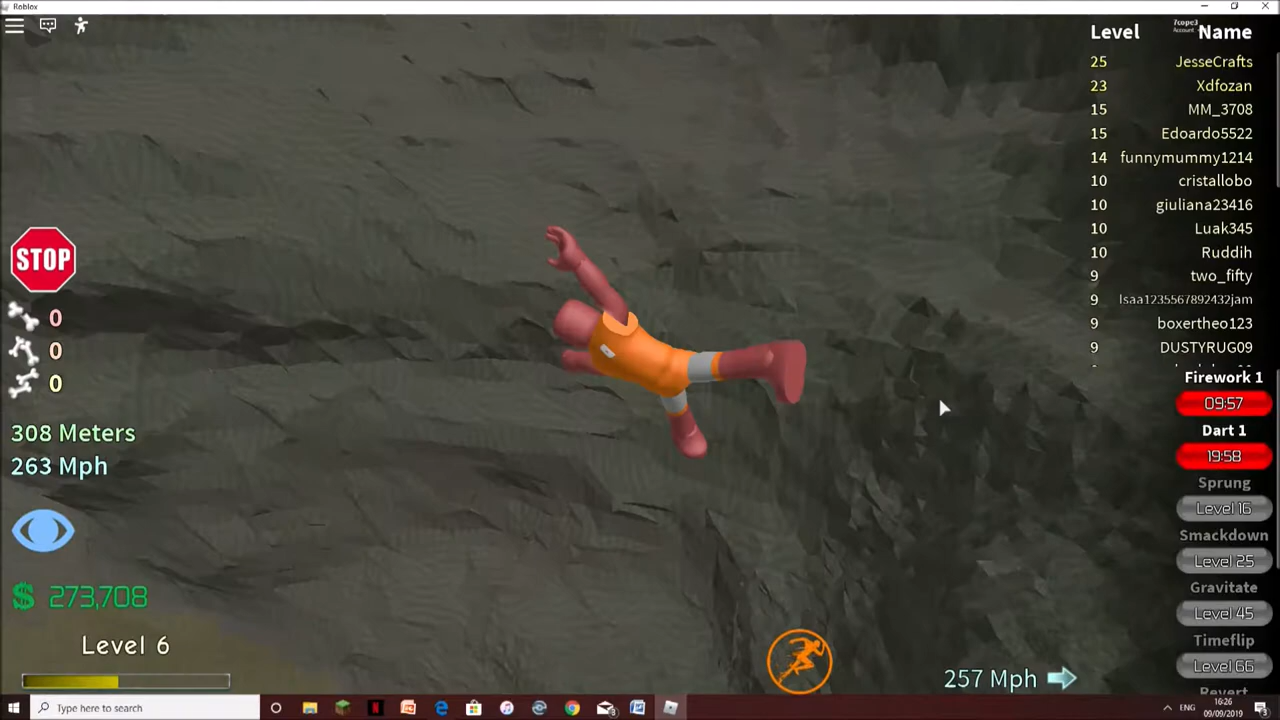 Roblox
7cope3
Level Name
25 JesseCrafts
23 Xdfozan
15 MM_3708
15 Edoardo5522
14 funnymummy1214
10 cristallobo
10 giuliana23416
10 Luak345
10 Ruddih
9 two_fifty
9 Isaa1235567892432jam
9 boxertheo123
9 DUSTYRUG09
STOP
0
0
0
308 Meters
263 Mph
$ 273,708
Level 6
Firework 1
09:57
Dart 1
19:58
Sprung
Level 16
Smackdown
Level 25
Gravitate
Level 45
Timeflip
Level 66
Revert
257 Mph
Type here to search
ENG
16:26
09/09/2019